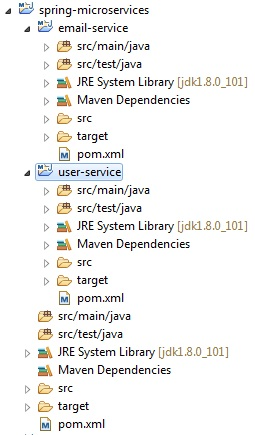 spring-microservices
email-service
src/main/java
src/test/java
JRE System Library [jdk1.8.0_101]
Maven Dependencies
src
target
pom.xml
user-service
src/main/java
src/test/java
JRE System Library [jdk1.8.0_101]
Maven Dependencies
src
target
pom.xml
src/main/java
src/test/java
JRE System Library [jdk1.8.0_101]
Maven Dependencies
src
target
pom.xml